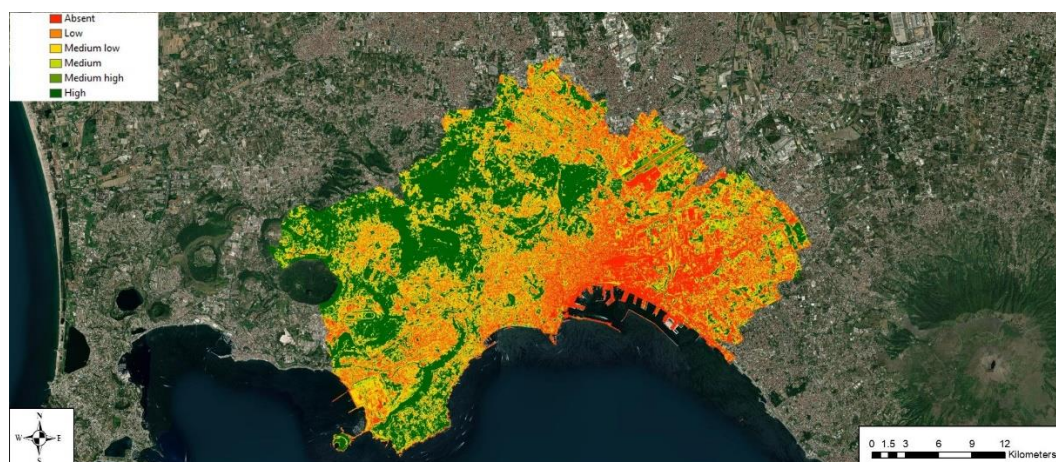 Absent
Low
Medium low
Medium
Medium high
High
N
W E
S
0 1.5 3 6 9 12
Kilometers